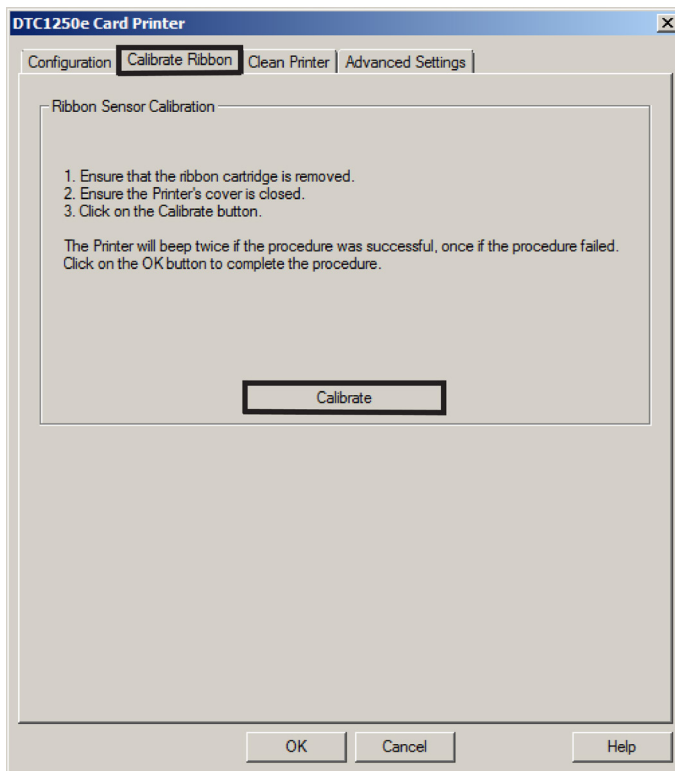 DTC1250e Card Printer
Configuration Calibrate Ribbon Clean Printer Advanced Settings
Ribbon Sensor Calibration
1. Ensure that the ribbon cartridge is removed.
2. Ensure the Printer's cover is closed.
3. Click on the Calibrate button.
The Printer will beep twice if the procedure was successful, once if the procedure failed.
Click on the OK button to complete the procedure.
Calibrate
OK Cancel Help